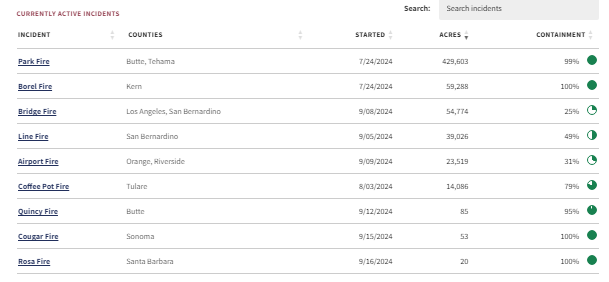 CURRENTLY ACTIVE INCIDENTS
Search: Search incidents
INCIDENT COUNTIES STARTED ACRES CONTAINMENT
Park Fire Butte, Tehama 7/24/2024 429,603 99%
Borel Fire Kern 7/24/2024 59,288 100%
Bridge Fire Los Angeles, San Bernardino 9/08/2024 54,774 25%
Line Fire San Bernardino 9/05/2024 39,026 49%
Airport Fire Orange, Riverside 9/09/2024 23,519 31%
Coffee Pot Fire Tulare 8/03/2024 14,086 79%
Quincy Fire Butte 9/12/2024 85 95%
Cougar Fire Sonoma 9/15/2024 53 100%
Rosa Fire Santa Barbara 9/16/2024 20 100%